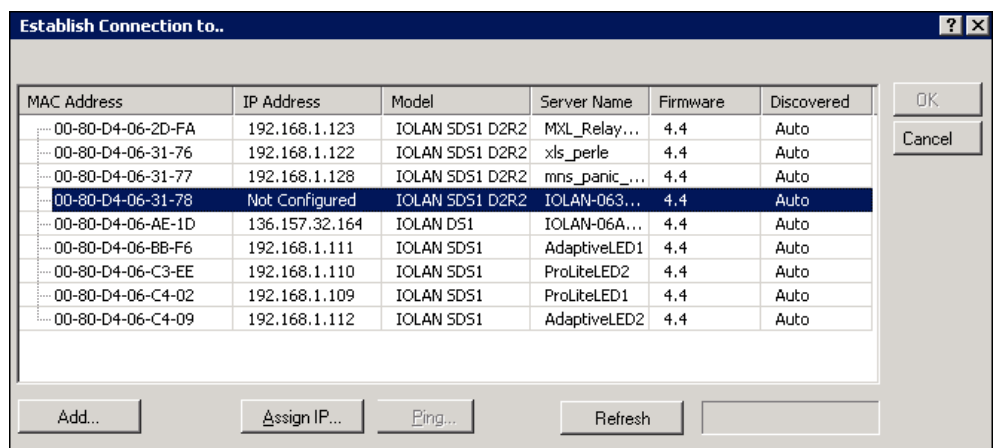 Establish Connection to..
MAC Address IP Address Model Server Name Firmware Discovered
00-80-D4-06-2D-FA 192.168.1.123 IOLAN SDS1 D2R2 MXL_Relay... 4.4 Auto
00-80-D4-06-31-76 192.168.1.122 IOLAN SDS1 D2R2 xls_perle 4.4 Auto
00-80-D4-06-31-77 192.168.1.128 IOLAN SDS1 D2R2 mns_panic_... 4.4 Auto
00-80-D4-06-31-78 Not Configured IOLAN SDS1 D2R2 IOLAN-063... 4.4 Auto
00-80-D4-06-AE-1D 136.157.32.164 IOLAN DS1 IOLAN-06A... 4.4 Auto
00-80-D4-06-BB-F6 192.168.1.111 IOLAN SDS1 AdaptiveLED1 4.4 Auto
00-80-D4-06-C3-EE 192.168.1.110 IOLAN SDS1 ProLiteLED2 4.4 Auto
00-80-D4-06-C4-02 192.168.1.109 IOLAN SDS1 ProLiteLED1 4.4 Auto
00-80-D4-06-C4-09 192.168.1.112 IOLAN SDS1 AdaptiveLED2 4.4 Auto
OK
Cancel
Add... Assign IP... Ping... Refresh